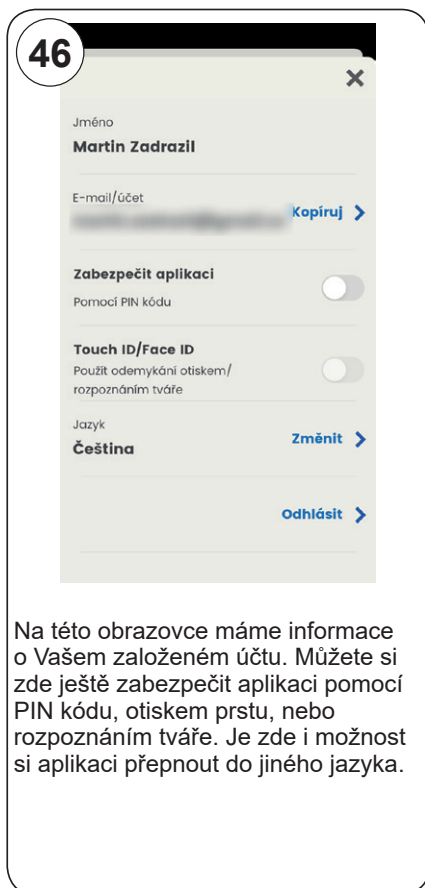 46
Jméno
Martin Zadrazil
E-mail/účet
Kopíruj
Zabezpečit aplikaci
Pomocí PIN kódu
Touch ID/Face ID
Použít odemykání otiskem/
rozpoznáním tváře
Jazyk
Čeština
Změnit
Odhlásit
Na této obrazovce máme informace
o Vašem založeném účtu. Můžete si
zde ještě zabezpečit aplikaci pomocí
PIN kódu, otiskem prstu, nebo
rozpoznáním tváře. Je zde i možnost
si aplikaci přepnout do jiného jazyka.